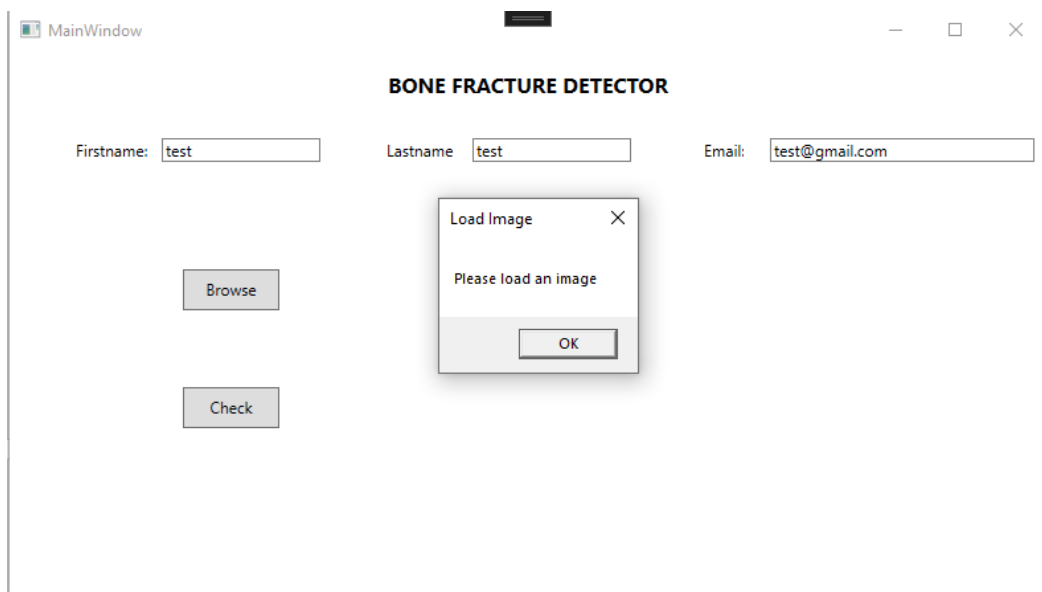 MainWindow
BONE FRACTURE DETECTOR
Firstname: test Lastname test Email: test@gmail.com
Load Image
Please load an image
Browse
OK
Check